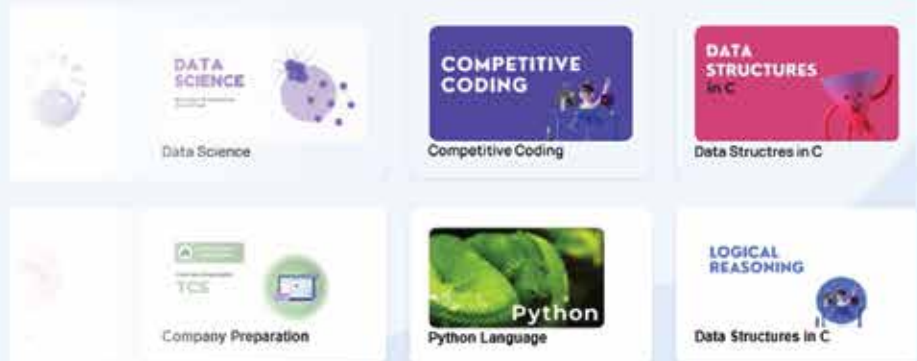 DATA
SCIENCE
Data Science
COMPETITIVE
CODING
Competitive Coding
DATA
STRUCTURES
in C
Data Structres in C
TCS
Company Preparation
Python
Python Language
LOGICAL
REASONING
Data Structures in C